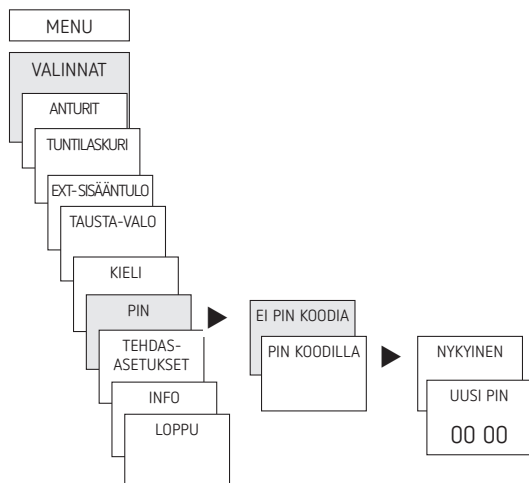 MENU
VALINNAT
ANTURIT
TUNTILASKURI
EXT-SISÄÄNTULO
TAUSTA-VALO
KIELI
PIN
TEHDAS-
ASETUKSET
INFO
LOPPU
EI PIN KOODIA
PIN KOODILLA
NYKYINEN
UUSI PIN
00 00